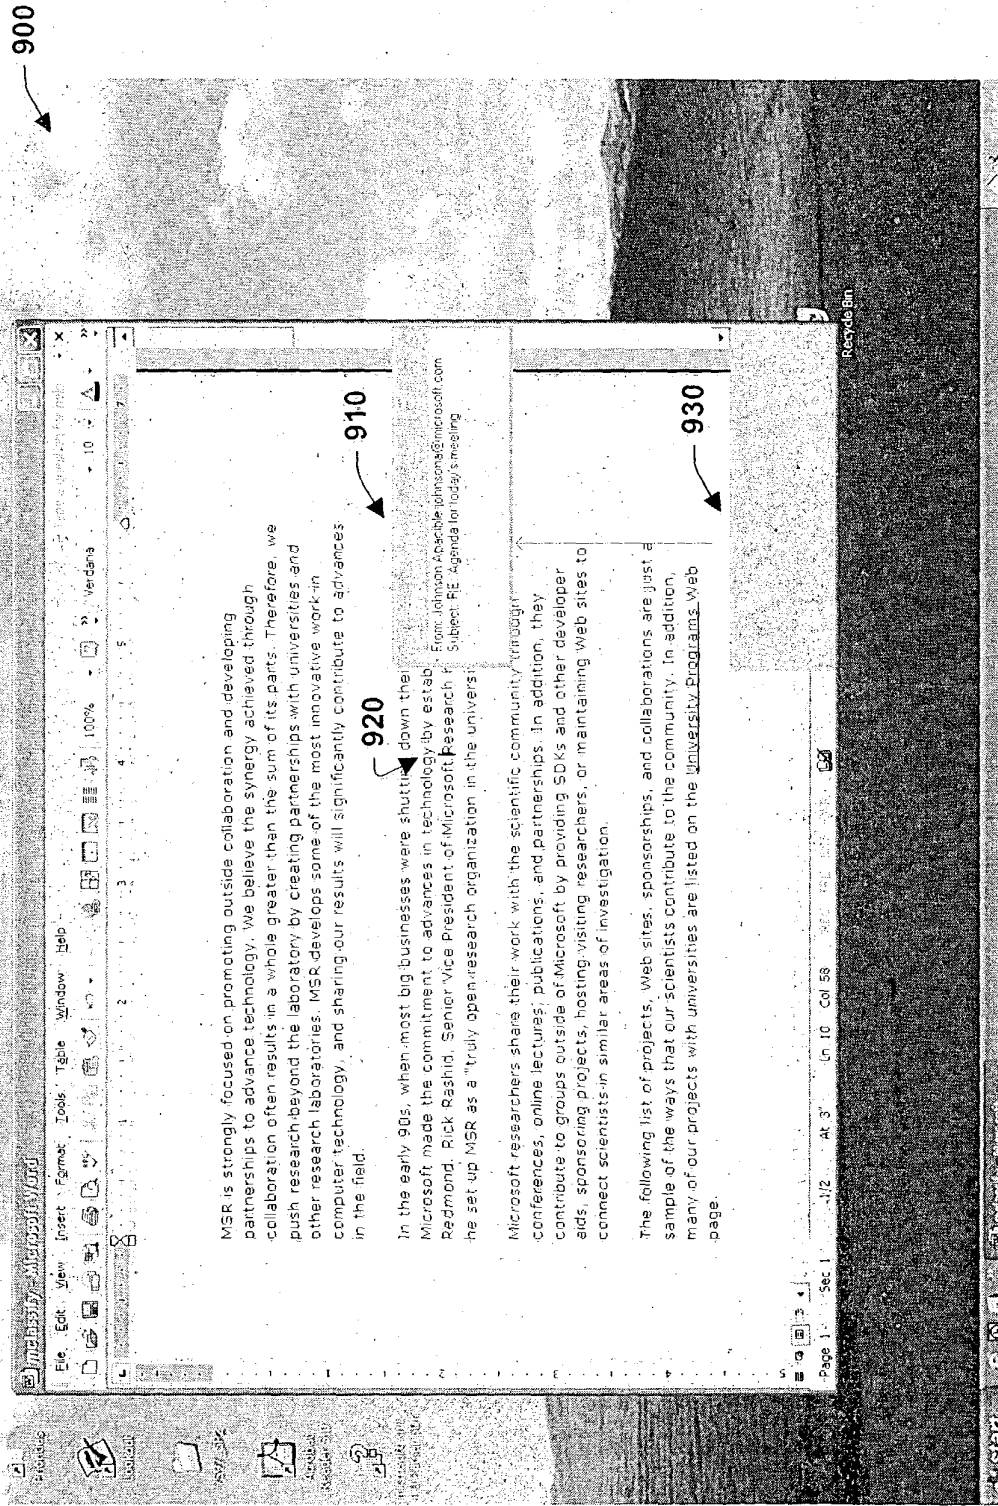 900
File Edit View Insert Format Tools Table Window Help
100%
Verdana
10
2 3 4 5 7
MSR is strongly focused on promoting outside collaboration and developing
partnerships to advance technology. We believe the synergy achieved through
collaboration often results in a whole greater than the sum of its parts. Therefore, we
push research beyond the laboratory by creating partnerships with universities and
other research laboratories. MSR develops some of the most innovative work in
computer technology, and sharing our results will significantly contribute to advances
in the field.
910
920
In the early 90s, when most big businesses were shutting down thei
Microsoft made the commitment to advances in technology by estab
Redmond. Rick Rashid, Senior Vice President of Microsoft Research
he set up MSR as a "truly open research organization in the universi
From: Johnson Apacible johnsona@microsoft.com
Subject: RE: Agenda for today's meeting
Microsoft researchers share their work with the scientific community through
conferences, online lectures, publications, and partnerships. In addition, they
contribute to groups outside of Microsoft by providing SDKs and other developer
aids, sponsoring projects, hosting visiting researchers, or maintaining Web sites to
connect scientists in similar areas of investigation.
930
The following list of projects, Web sites, sponsorships, and collaborations are just a
sample of the ways that our scientists contribute to the community. In addition,
many of our projects with universities are listed on the University Programs Web
page.
Page 1 Sec 1 1/2 At 3" Ln 10 Col 58
Recycle Bin